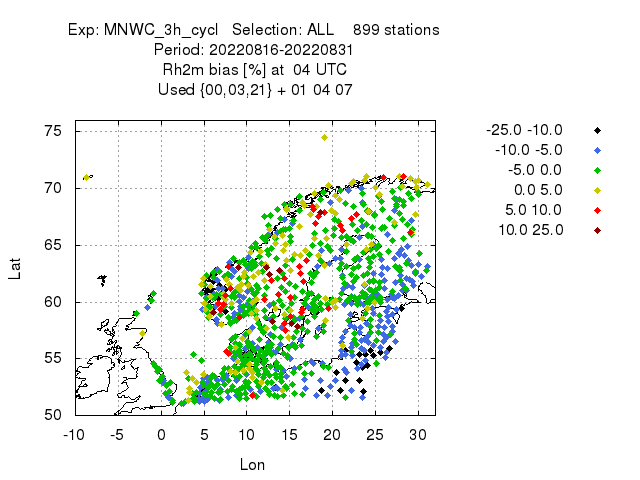 Exp: MNWC_3h_cycl   Selection: ALL    899 stations
Period: 20220816-20220831
Rh2m bias [%] at  04 UTC
Used {00,03,21} + 01 04 07
75
70
65
60
55
50
Lat
-10 -5 0 5 10 15 20 25 30
Lon
-25.0 -10.0
-10.0 -5.0
-5.0 0.0
0.0 5.0
5.0 10.0
10.0 25.0